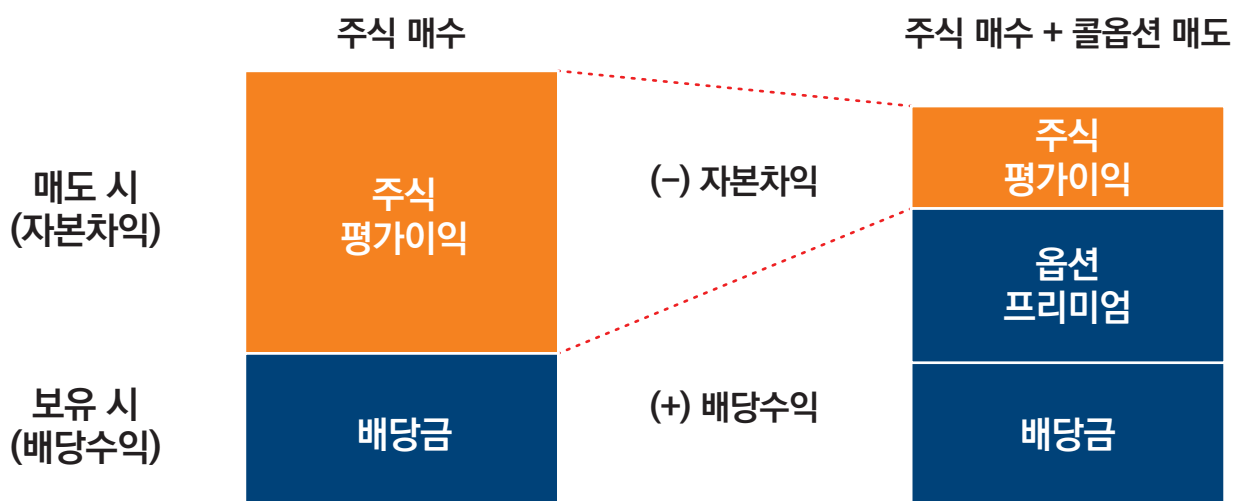 주식 매수
주식 매수 + 콜옵션 매도
매도 시
(자본차익)
주식
평가이익
(−) 자본차익
주식
평가이익
옵션
프리미엄
보유 시
(배당수익)
배당금
(+) 배당수익
배당금